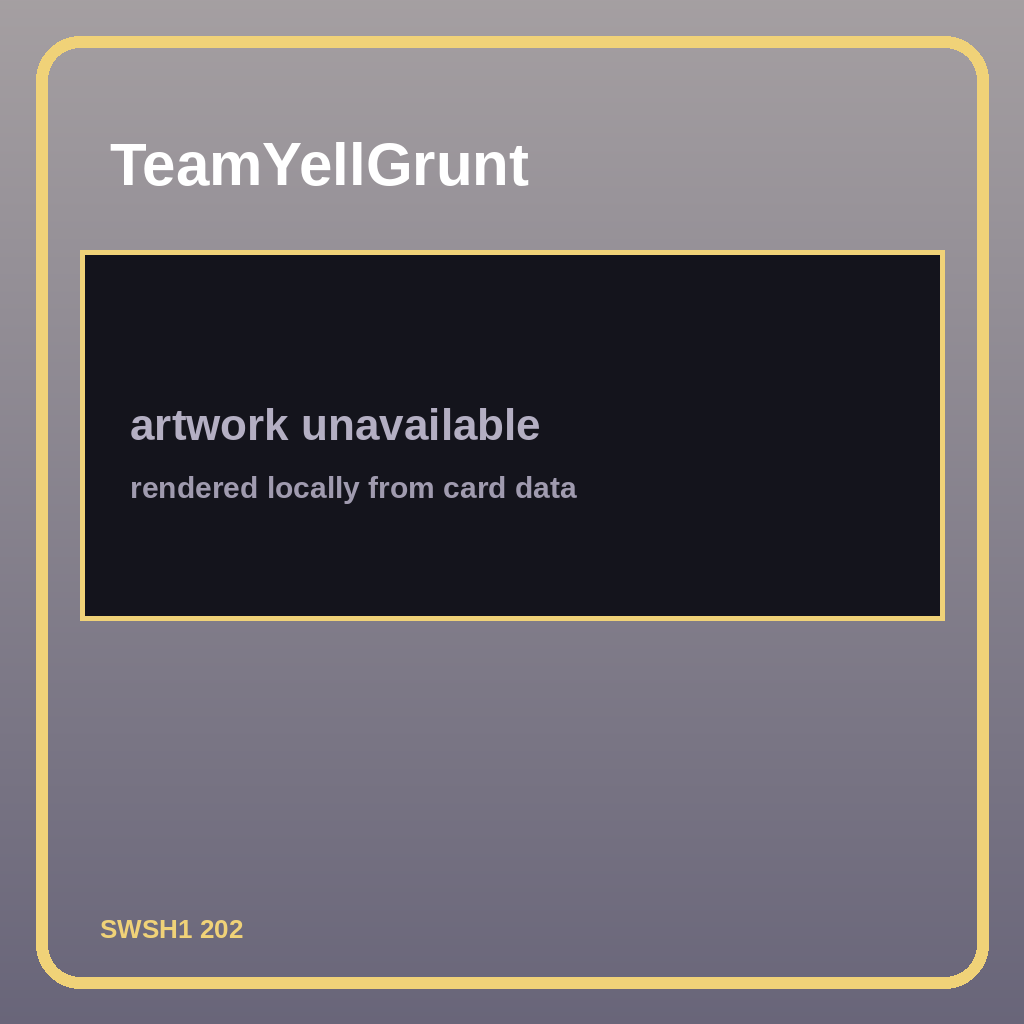 TeamYellGrunt
artwork unavailable
rendered locally from card data
SWSH1 202